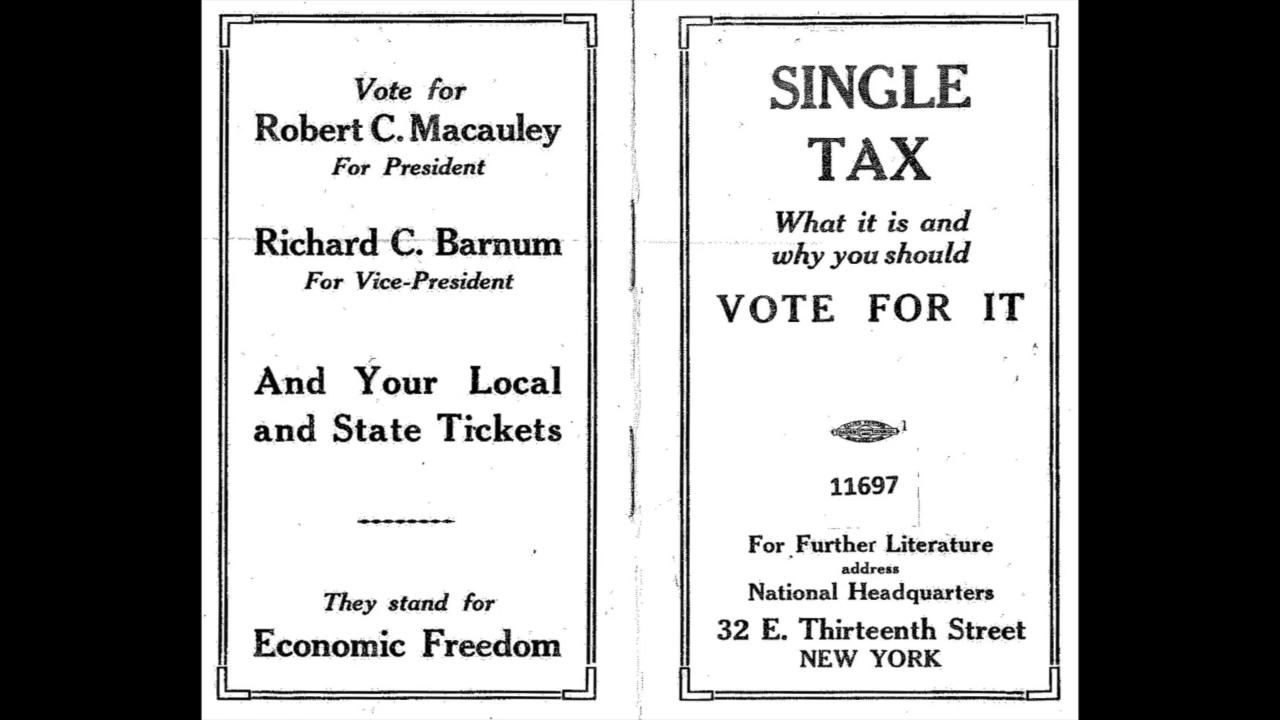 Vote for
Robert C. Macauley
For President
Richard C. Barnum
For Vice-President
And Your Local
and State Tickets
They stand for
Economic Freedom
SINGLE
TAX
What it is and
why you should
VOTE FOR IT
1
11697
For Further Literature
address
National Headquarters
32 E. Thirteenth Street
NEW YORK